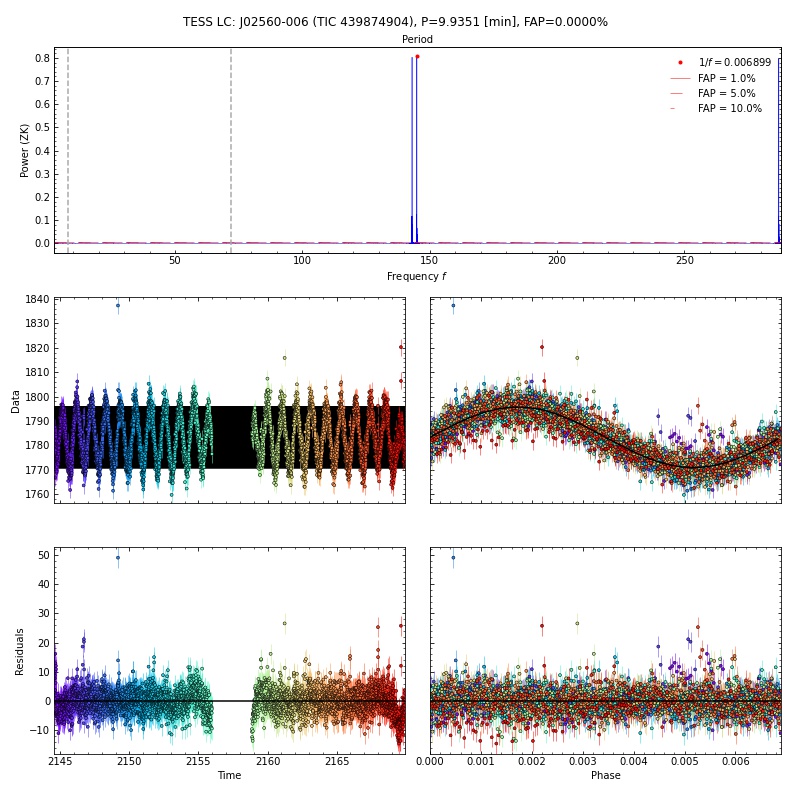 TESS LC: J02560-006 (TIC 439874904), P=9.9351 [min], FAP=0.0000%
Period
Power (ZK)
0.8
0.7
0.6
0.5
0.4
0.3
0.2
0.1
0.0
1/f = 0.006899
FAP = 1.0%
FAP = 5.0%
FAP = 10.0%
50 100 150 200 250
Frequency f
Data
1840
1830
1820
1810
1800
1790
1780
1770
1760
Residuals
50
40
30
20
10
0
−10
2145 2150 2155 2160 2165
Time
0.000 0.001 0.002 0.003 0.004 0.005 0.006
Phase